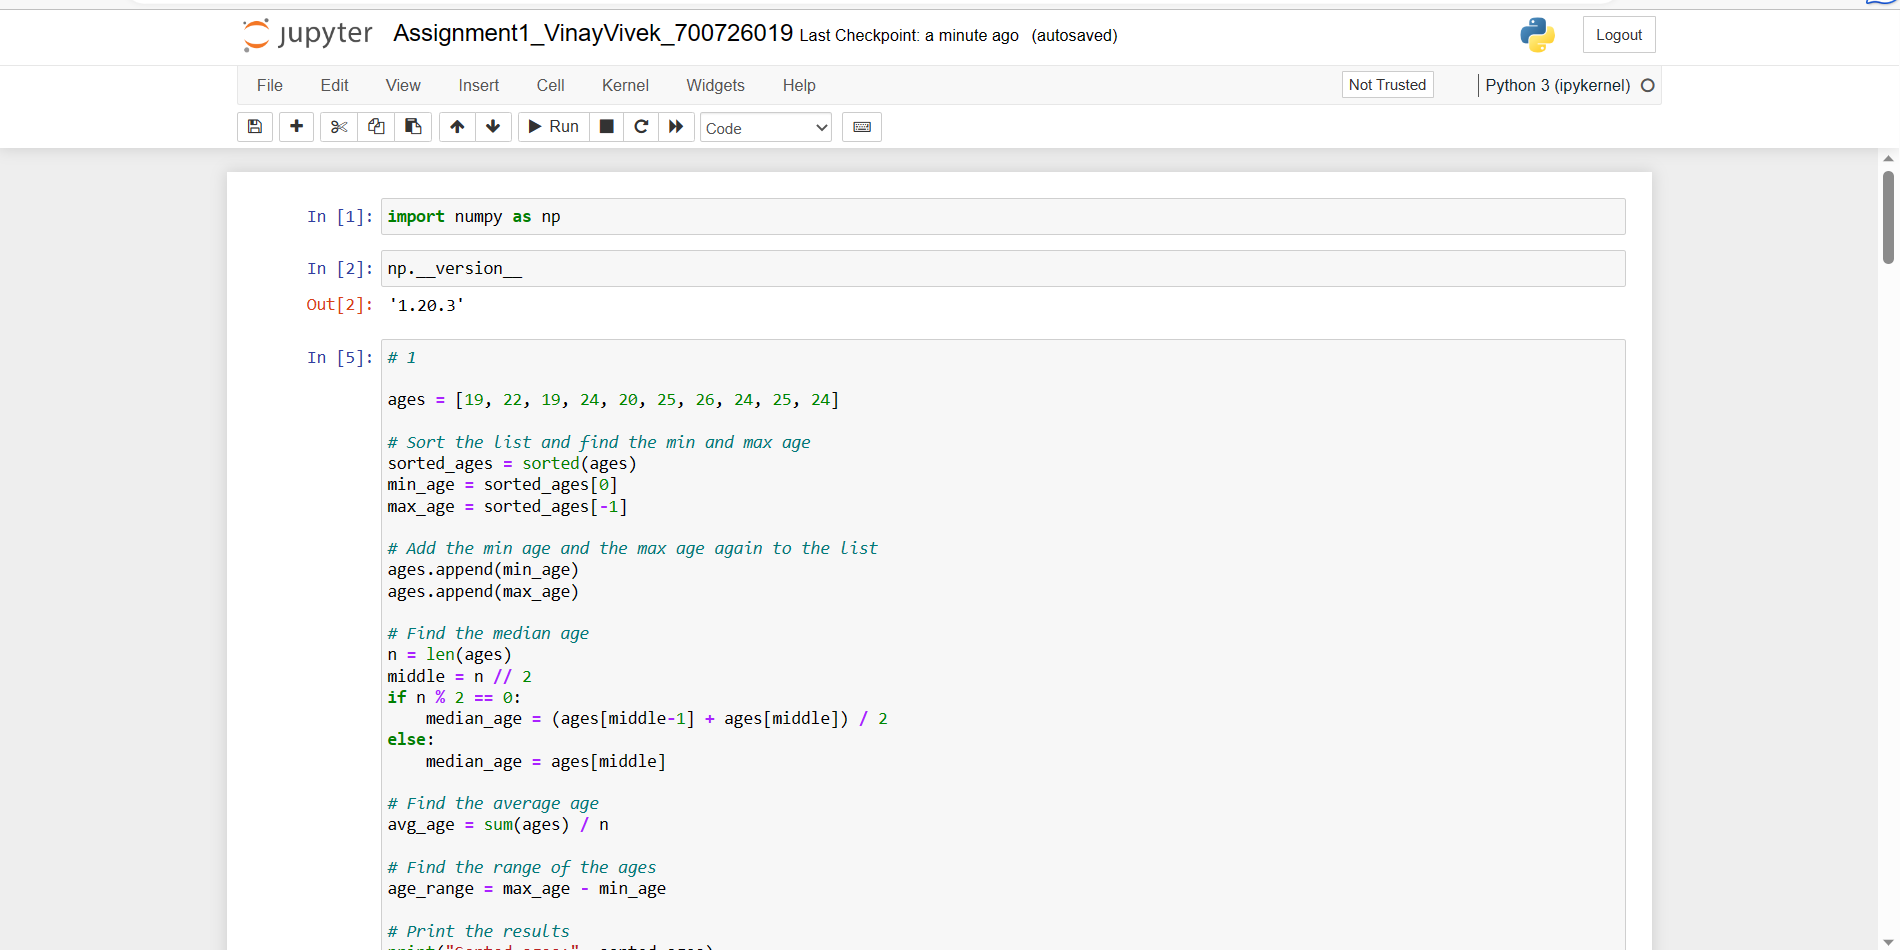 jupyter Assignment1_VinayVivek_700726019 Last Checkpoint: a minute ago (autosaved)
Logout
File Edit View Insert Cell Kernel Widgets Help
Not Trusted
Python 3 (ipykernel)
Run
Code
In [1]: import numpy as np
In [2]: np.__version__
Out[2]: '1.20.3'
In [5]: # 1
ages = [19, 22, 19, 24, 20, 25, 26, 24, 25, 24]
# Sort the list and find the min and max age
sorted_ages = sorted(ages)
min_age = sorted_ages[0]
max_age = sorted_ages[-1]
# Add the min age and the max age again to the list
ages.append(min_age)
ages.append(max_age)
# Find the median age
n = len(ages)
middle = n // 2
if n % 2 == 0:
    median_age = (ages[middle-1] + ages[middle]) / 2
else:
    median_age = ages[middle]
# Find the average age
avg_age = sum(ages) / n
# Find the range of the ages
age_range = max_age - min_age
# Print the results